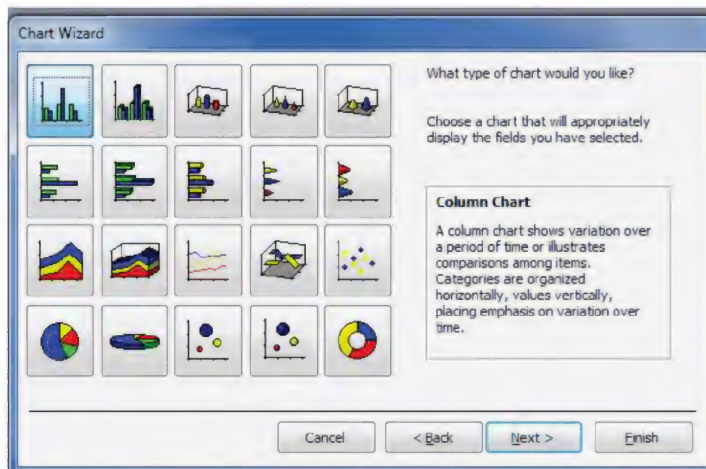 Chart Wizard
What type of chart would you like?
Choose a chart that will appropriately
display the fields you have selected.
Column Chart
A column chart shows variation over
a period of time or illustrates
comparisons among items.
Categories are organized
horizontally, values vertically,
placing emphasis on variation over
time.
Cancel
< Back
Next >
Finish